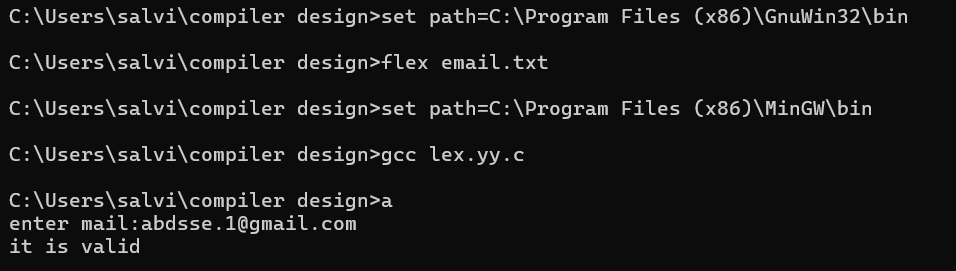 C:\Users\salvi\compiler design>set path=C:\Program Files (x86)\GnuWin32\bin
C:\Users\salvi\compiler design>flex email.txt
C:\Users\salvi\compiler design>set path=C:\Program Files (x86)\MinGW\bin
C:\Users\salvi\compiler design>gcc lex.yy.c
C:\Users\salvi\compiler design>a
enter mail:abdsse.1@gmail.com
it is valid